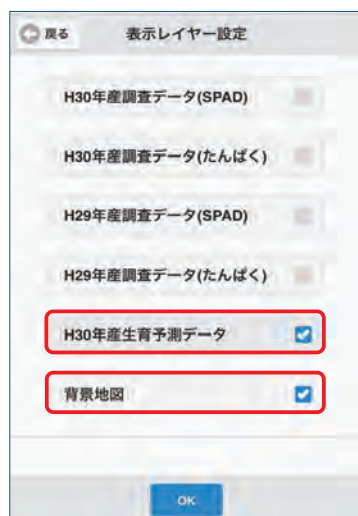 戻る 表示レイヤー設定
H30年産調査データ(SPAD)
H30年産調査データ(たんぱく)
H29年産調査データ(SPAD)
H29年産調査データ(たんぱく)
H30年産生育予測データ
背景地図
OK